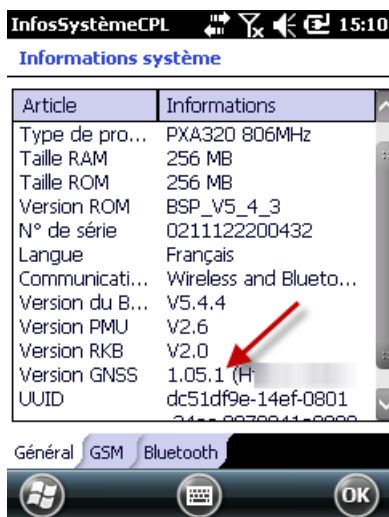 InfosSystèmeCPL 15:10
Informations système
Article Informations
Type de pro... PXA320 806MHz
Taille RAM 256 MB
Taille ROM 256 MB
Version ROM BSP_V5_4_3
N° de série 0211122200432
Langue Français
Communicati... Wireless and Blueto...
Version du B... V5.4.4
Version PMU V2.6
Version RKB V2.0
Version GNSS 1.05.1
UUID dc51df9e-14ef-0801
Général GSM Bluetooth
OK